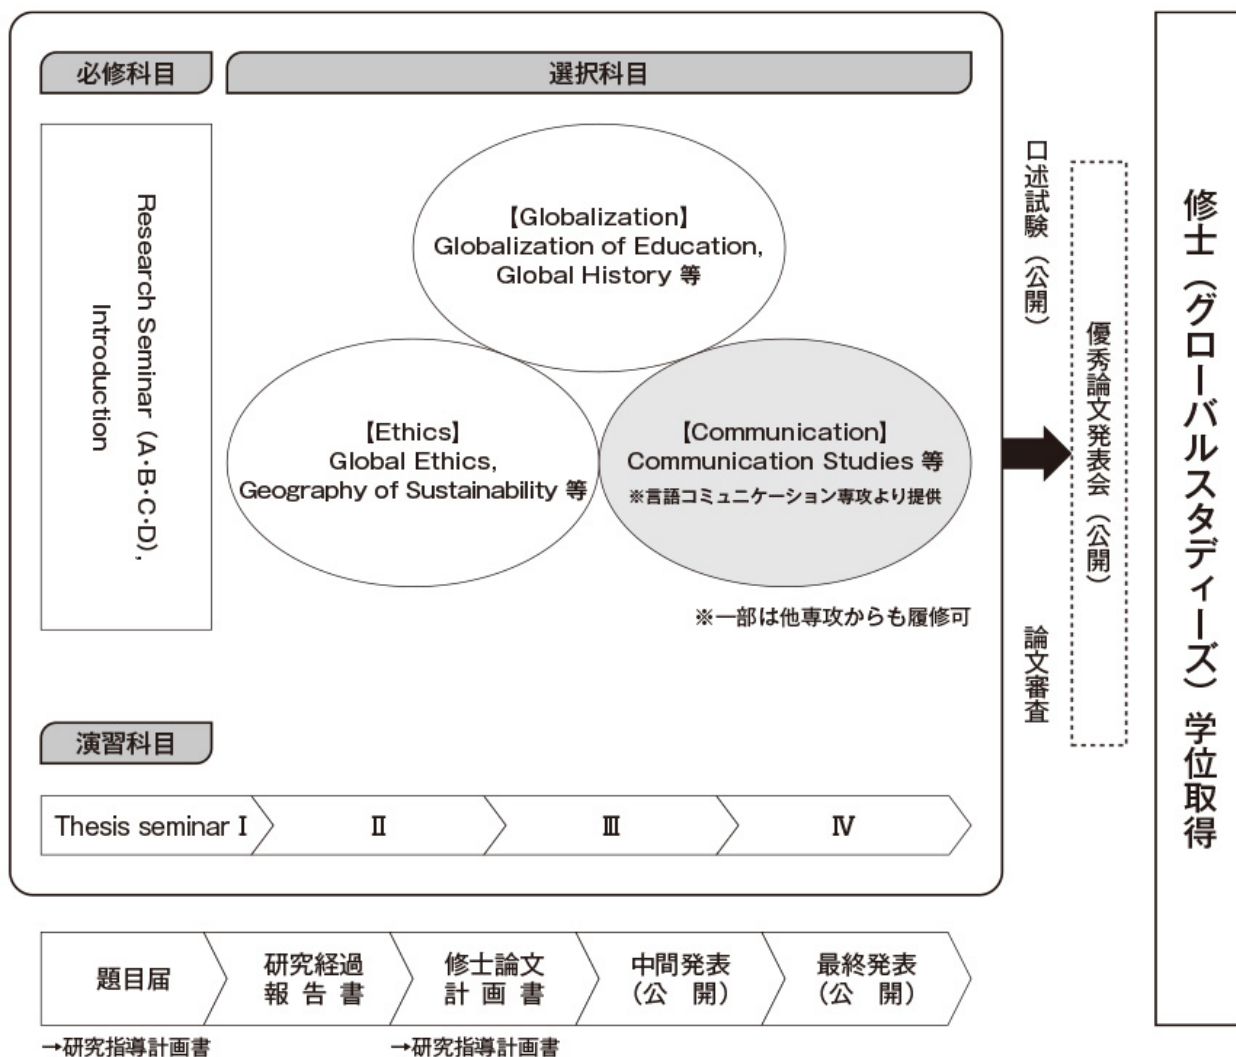 必修科目
選択科目
Research Seminar (A･B･C･D),
Introduction
【Globalization】
Globalization of Education,
Global History 等
【Ethics】
Global Ethics,
Geography of Sustainability 等
【Communication】
Communication Studies 等
※言語コミュニケーション専攻より提供
※一部は他専攻からも履修可
演習科目
Thesis seminar Ⅰ
Ⅱ
Ⅲ
Ⅳ
題目届
研究経過
報告書
修士論文
計画書
中間発表
（公　開）
最終発表
（公　開）
→研究指導計画書
→研究指導計画書
口述試験（公開）
論文審査
優秀論文発表会（公開）
修士（グローバルスタディーズ）学位取得